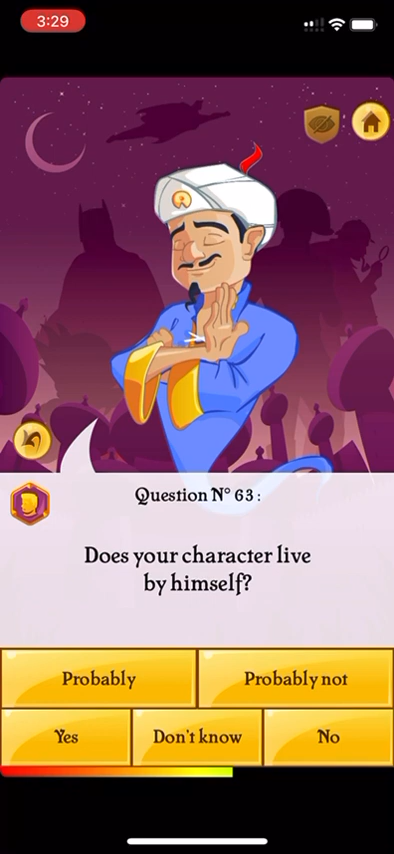 3:29
Question N° 63 :
Does your character live
by himself?
Probably
Probably not
Yes
Don't know
No